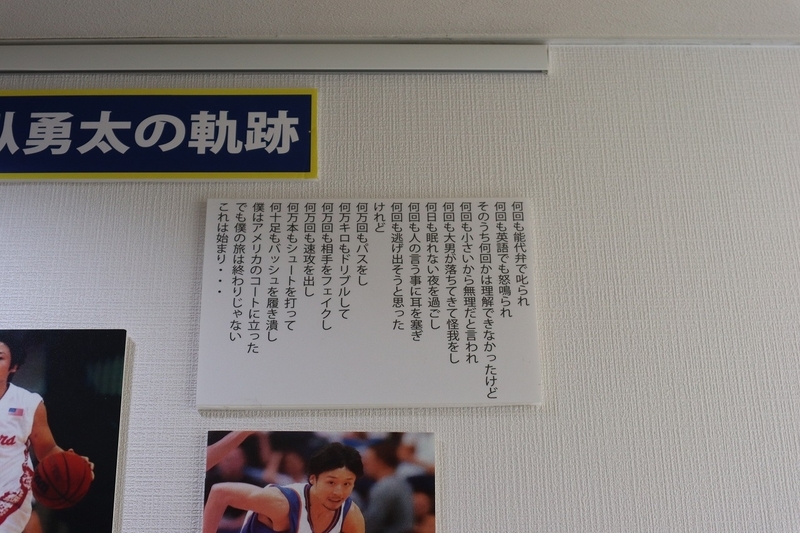 勇太の軌跡
何回も能代弁で叱られ
何回も英語でも怒鳴られ
そのうち何回かは理解できなかったけど
何回も小さいから無理だと言われ
何回も大男が落ちてきて怪我をし
何日も眠れない夜を過ごし
何回も人の言う事に耳を塞ぎ
何回も逃げ出そうと思った
けれど
何万回もパスをし
何万キロもドリブルして
何万回も相手をフェイクし
何万回も速攻を出し
何万本もシュートを打って
何十足もバッシュを履き潰し
僕はアメリカのコートに立った
でも僕の旅は終わりじゃない
これは始まり・・・